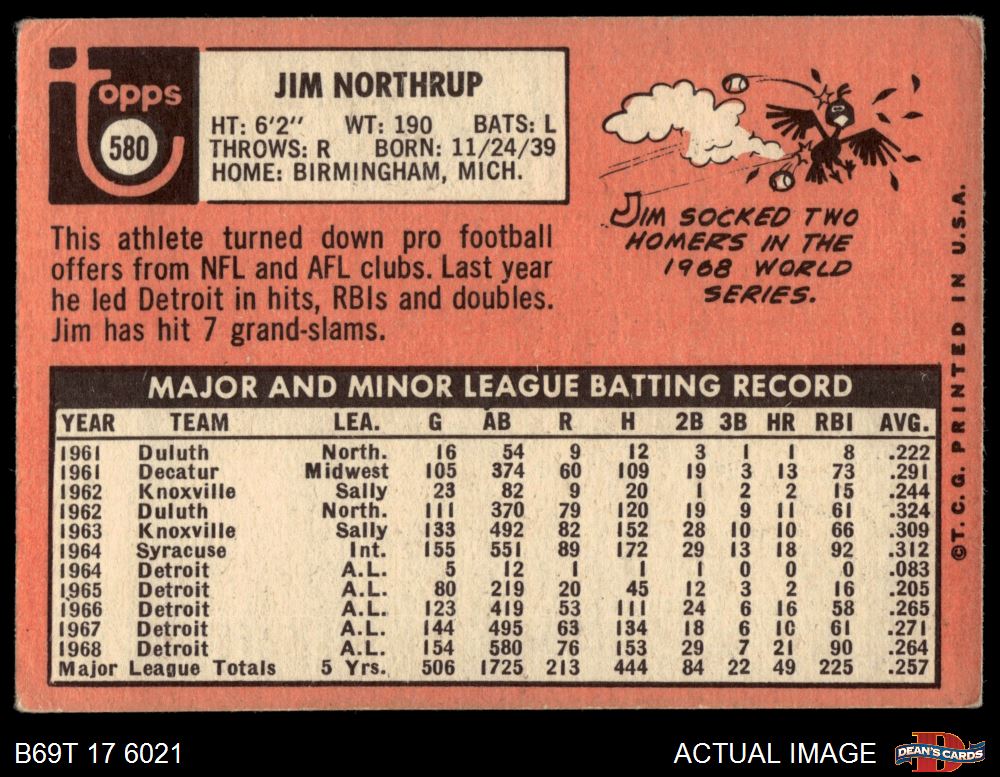 topps
580
JIM NORTHRUP
HT: 6'2" WT: 190 BATS: L
THROWS: R BORN: 11/24/39
HOME: BIRMINGHAM, MICH.
This athlete turned down pro football
offers from NFL and AFL clubs. Last year
he led Detroit in hits, RBIs and doubles.
Jim has hit 7 grand-slams.
JIM SOCKED TWO
HOMERS IN THE
1968 WORLD
SERIES.
MAJOR AND MINOR LEAGUE BATTING RECORD
YEAR TEAM LEA. G AB R H 2B 3B HR RBI AVG.
1961 Duluth North. 16 54 9 12 3 1 1 8 .222
1961 Decatur Midwest 105 374 60 109 19 3 13 73 .291
1962 Knoxville Sally 23 82 9 20 1 2 2 15 .244
1962 Duluth North. 111 370 79 120 19 9 11 61 .324
1963 Knoxville Sally 133 492 82 152 28 10 10 66 .309
1964 Syracuse Int. 155 551 89 172 29 13 18 92 .312
1964 Detroit A.L. 5 12 1 1 1 0 0 0 .083
1965 Detroit A.L. 80 219 20 45 12 3 2 16 .205
1966 Detroit A.L. 123 419 53 111 24 6 16 58 .265
1967 Detroit A.L. 144 495 63 134 18 6 10 61 .271
1968 Detroit A.L. 154 580 76 153 29 7 21 90 .264
Major League Totals 5 Yrs. 506 1725 213 444 84 22 49 225 .257
©T. C. G. PRINTED IN U.S.A.
B69T 17 6021
ACTUAL IMAGE
D
DEAN'S CARDS